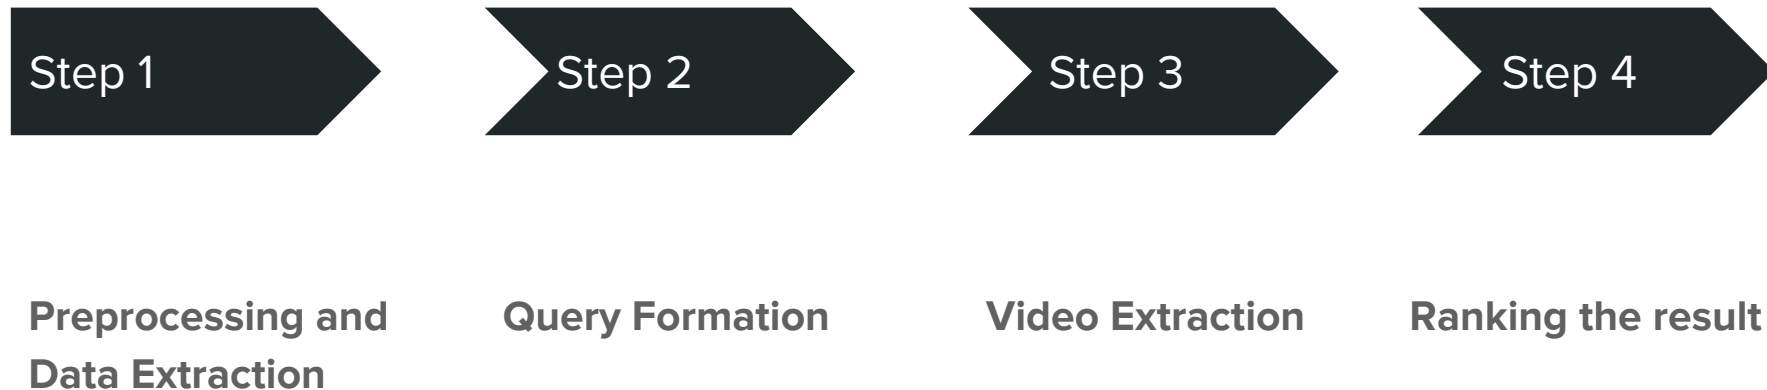 Step 1
Step 2
Step 3
Step 4
Preprocessing and
Data Extraction
Query Formation
Video Extraction
Ranking the result